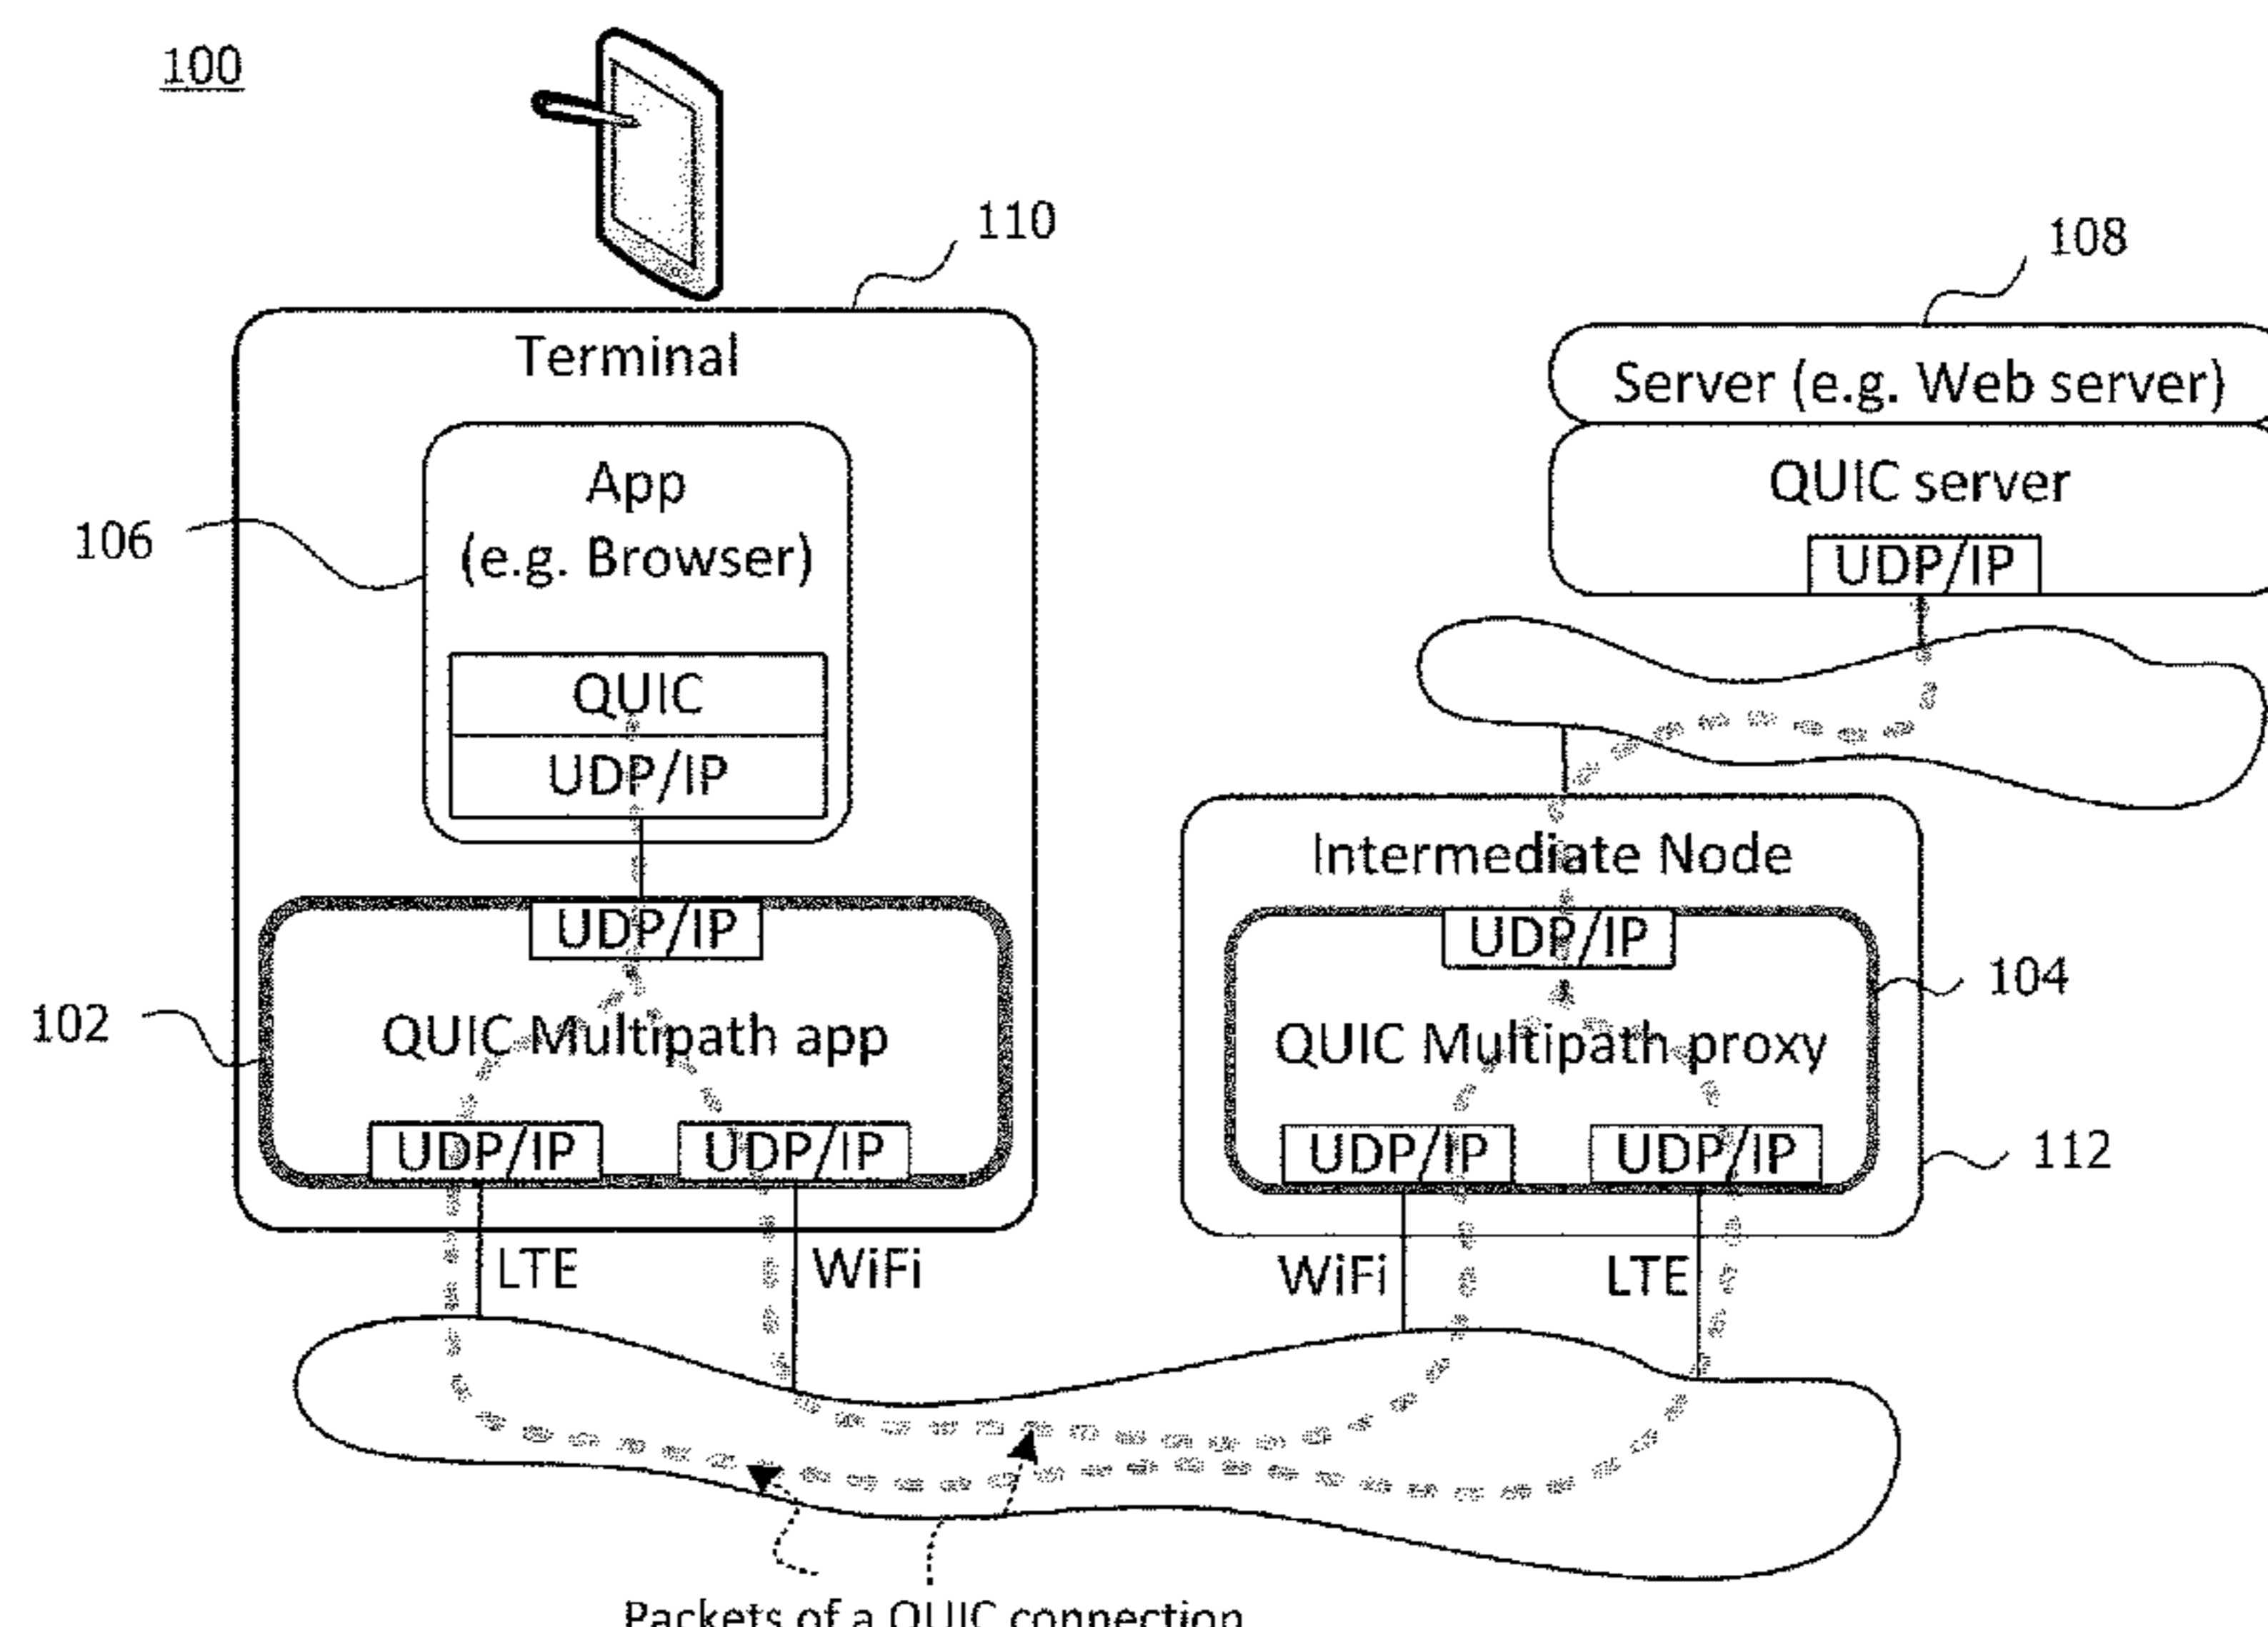 100
110
108
Terminal
Server (e.g. Web server)
App
(e.g. Browser)
QUIC server
UDP/IP
106
QUIC
UDP/IP
Intermediate Node
UDP/IP
UDP/IP
104
102
QUIC Multipath app
QUIC Multipath proxy
UDP/IP
UDP/IP
UDP/IP
UDP/IP
112
LTE
WiFi
WiFi
LTE
Packets of a QUIC connection